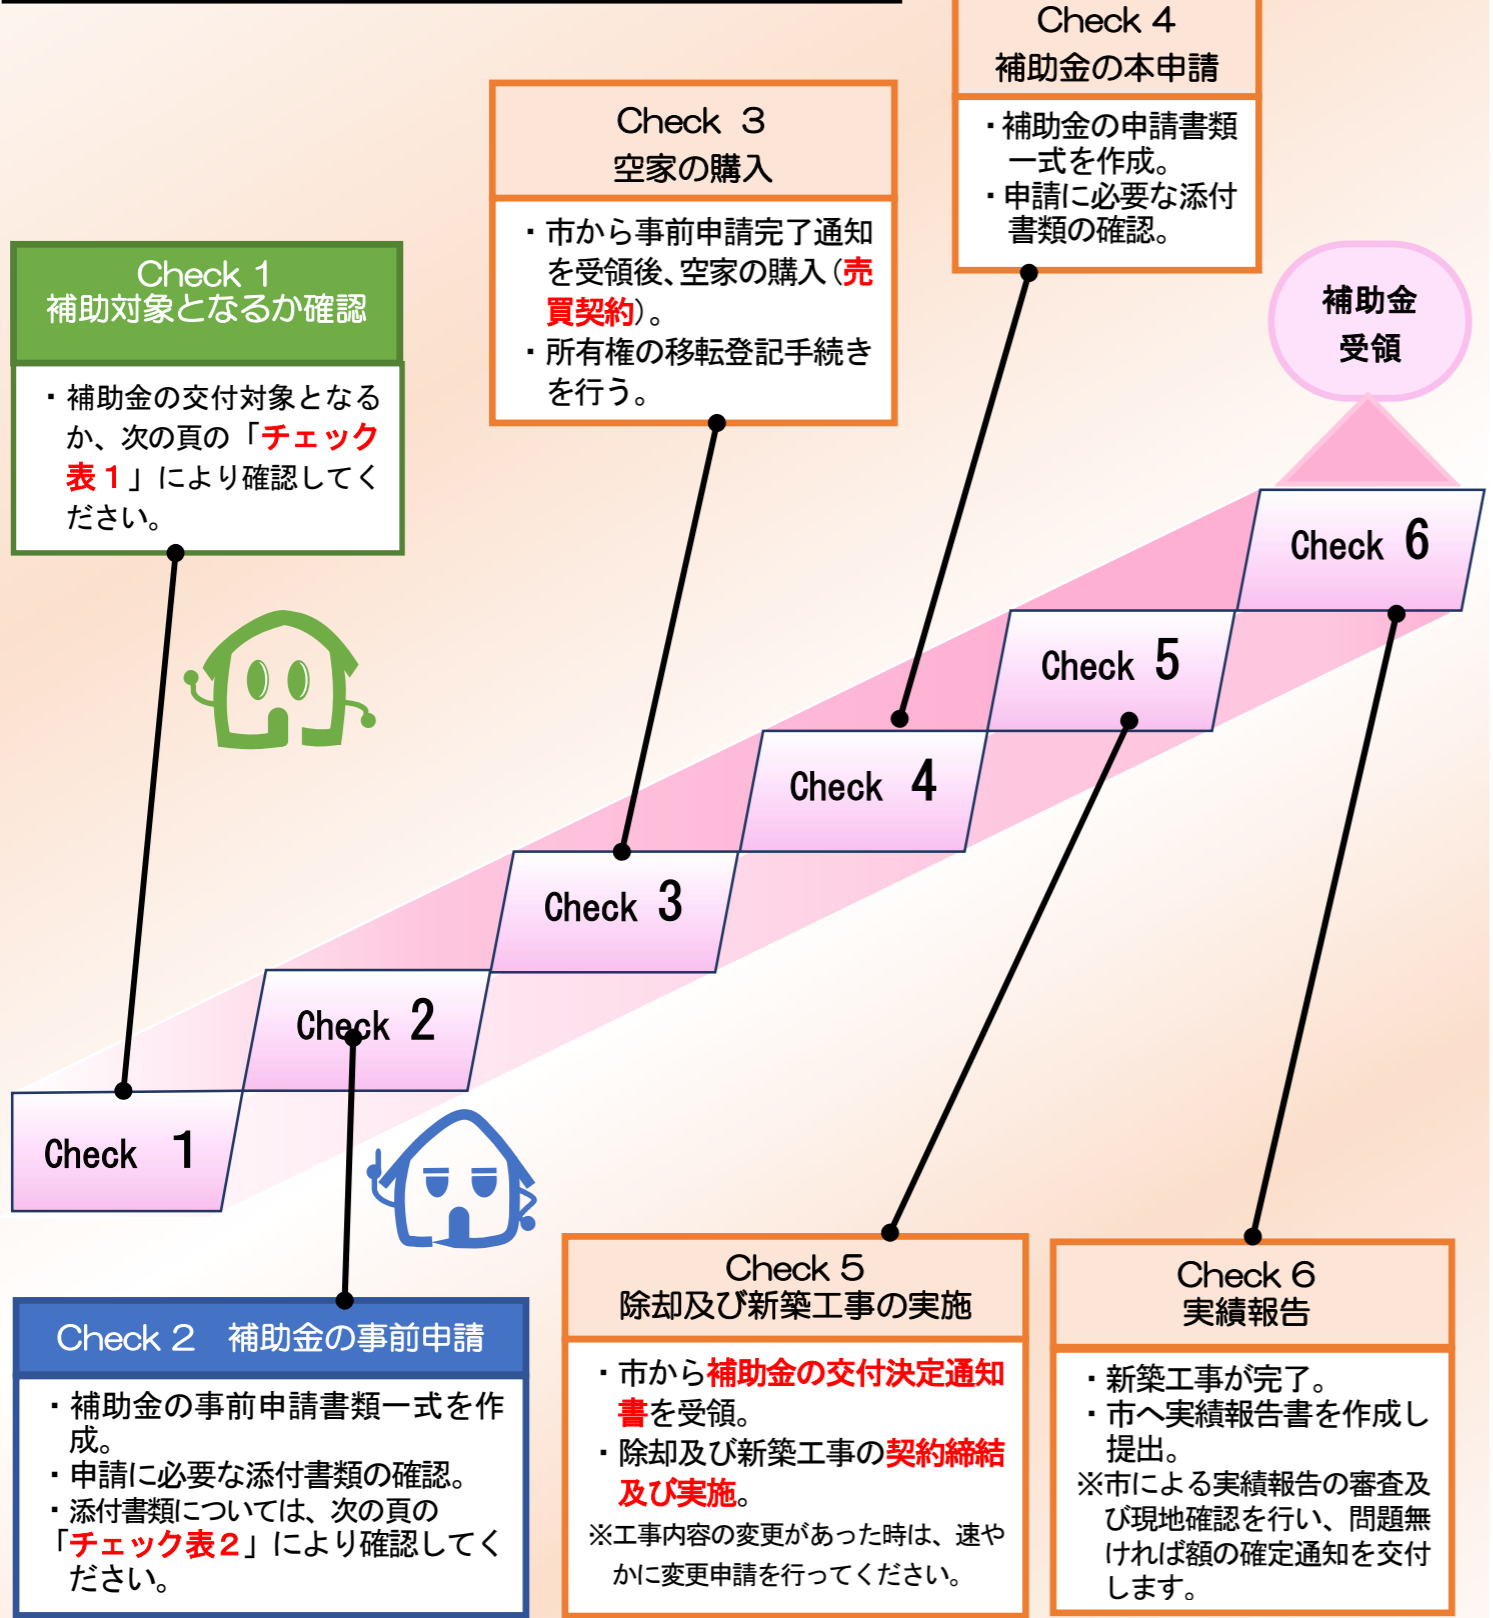 Check 1
補助対象となるか確認
・補助金の交付対象となる
か、次の頁の「チェック
表1」により確認してく
ださい。
Check 2　補助金の事前申請
・補助金の事前申請書類一式を作
成。
・申請に必要な添付書類の確認。
・添付書類については、次の頁の
「チェック表2」により確認してく
ださい。
Check 3
空家の購入
・市から事前申請完了通知
を受領後、空家の購入（売
買契約）。
・所有権の移転登記手続き
を行う。
Check 4
補助金の本申請
・補助金の申請書類
一式を作成。
・申請に必要な添付
書類の確認。
Check 5
除却及び新築工事の実施
・市から補助金の交付決定通知
書を受領。
・除却及び新築工事の契約締結
及び実施。
※工事内容の変更があった時は、速や
かに変更申請を行ってください。
Check 6
実績報告
・新築工事が完了。
・市へ実績報告書を作成し
提出。
※市による実績報告の審査及
び現地確認を行い、問題無
ければ額の確定通知を交付
します。
Check 1
Check 2
Check 3
Check 4
Check 5
Check 6
補助金
受領